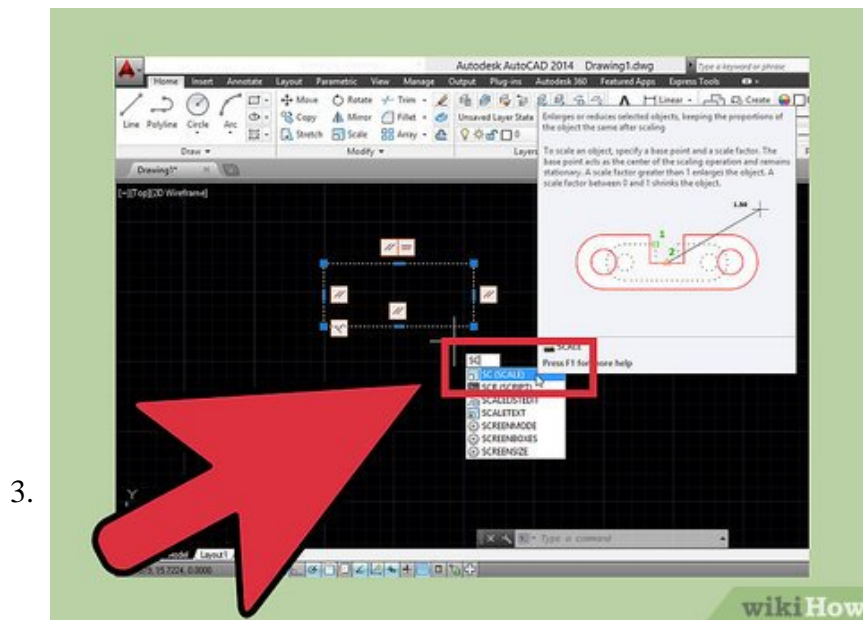 Autodesk AutoCAD 2014 Drawing1.dwg
Type a keyword or phrase
Home Insert Annotate Layout Parametric View Manage Output Plug-ins Autodesk 360 Featured Apps Express Tools
Move Rotate Trim
Copy Mirror Fillet
Stretch Scale Array
Line Polyline Circle Arc
Unsaved Layer State
0
Linear
Create
Draw Modify Layers
Drawing1*
[-][Top][2D Wireframe]
Enlarges or reduces selected objects, keeping the proportions of
the object the same after scaling
To scale an object, specify a base point and a scale factor. The
base point acts as the center of the scaling operation and remains
stationary. A scale factor greater than 1 enlarges the object. A
scale factor between 0 and 1 shrinks the object.
1.50
1
2
SCALE
Press F1 for more help
SC
SC (SCALE)
SCR (SCRIPT)
SCALELISTEDIT
SCALETEXT
SCREENMODE
SCREENBOXES
SCREENSIZE
3.
Y
Type a command
Model Layout1
15.7224, 0.0000
wikiHow